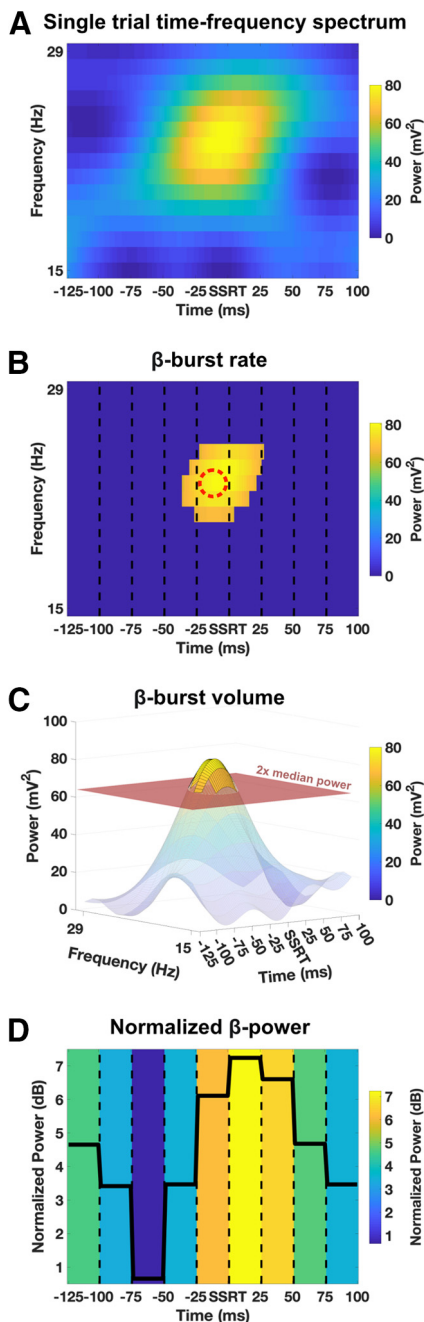 A Single trial time-frequency spectrum
29
15
Frequency (Hz)
-125 -100 -75 -50 -25 SSRT 25 50 75 100
Time (ms)
80
60
40
20
0
Power (mV²)
B β-burst rate
29
15
Frequency (Hz)
-125 -100 -75 -50 -25 SSRT 25 50 75 100
Time (ms)
80
60
40
20
0
Power (mV²)
C β-burst volume
100
80
60
40
20
0
Power (mV²)
2x median power
29
15
Frequency (Hz)
-125 -100 -75 -50 -25 SSRT 25 50 75 100
Time (ms)
80
60
40
20
0
Power (mV²)
D Normalized β-power
7
6
5
4
3
2
1
Normalized Power (dB)
-125 -100 -75 -50 -25 SSRT 25 50 75 100
Time (ms)
7
6
5
4
3
2
1
Normalized Power (dB)